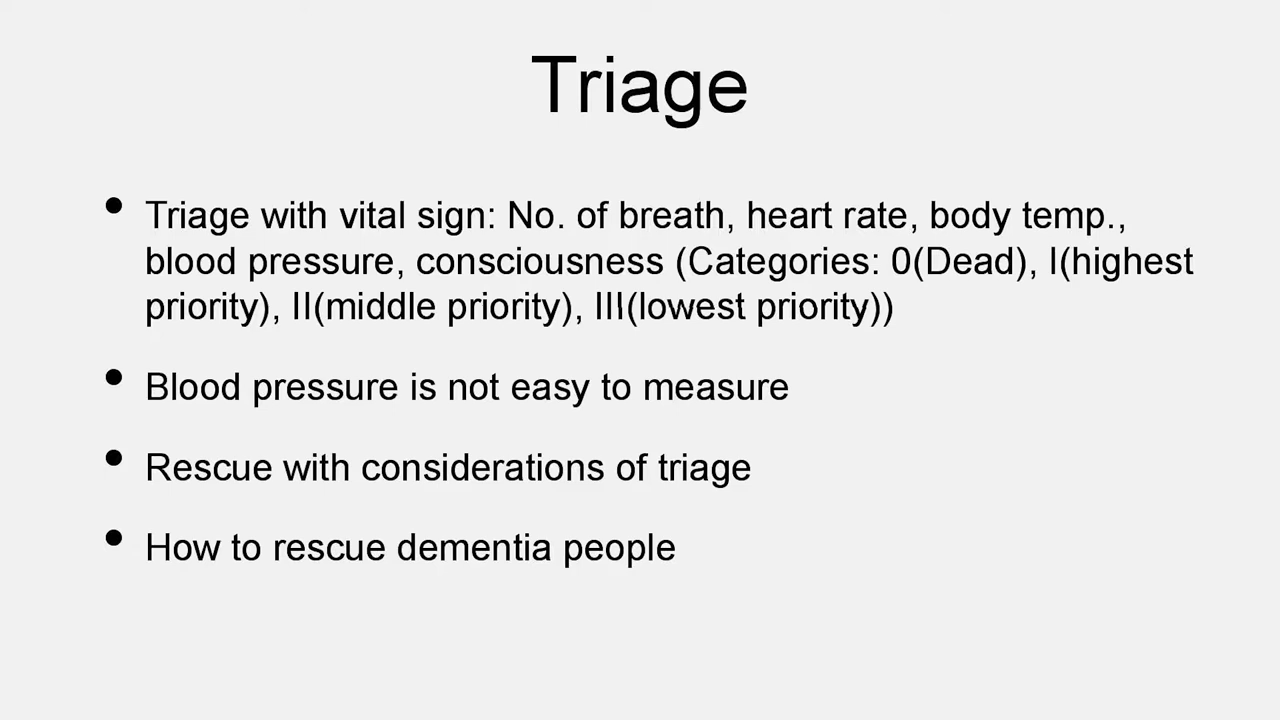 Triage
• Triage with vital sign: No. of breath, heart rate, body temp.,
blood pressure, consciousness (Categories: 0(Dead), I(highest
priority), II(middle priority), III(lowest priority))
• Blood pressure is not easy to measure
• Rescue with considerations of triage
• How to rescue dementia people